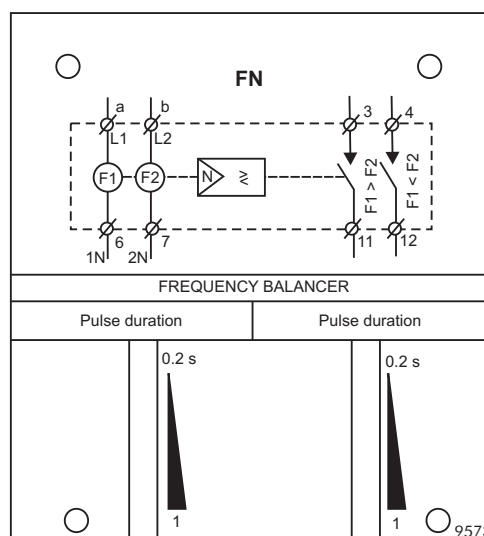 FN
a b 3 4
L1 L2
F1 F2 N ≷ F1 > F2 F1 < F2
6 7 11 12
1N 2N
FREQUENCY BALANCER
Pulse duration Pulse duration
0.2 s 0.2 s
1 1